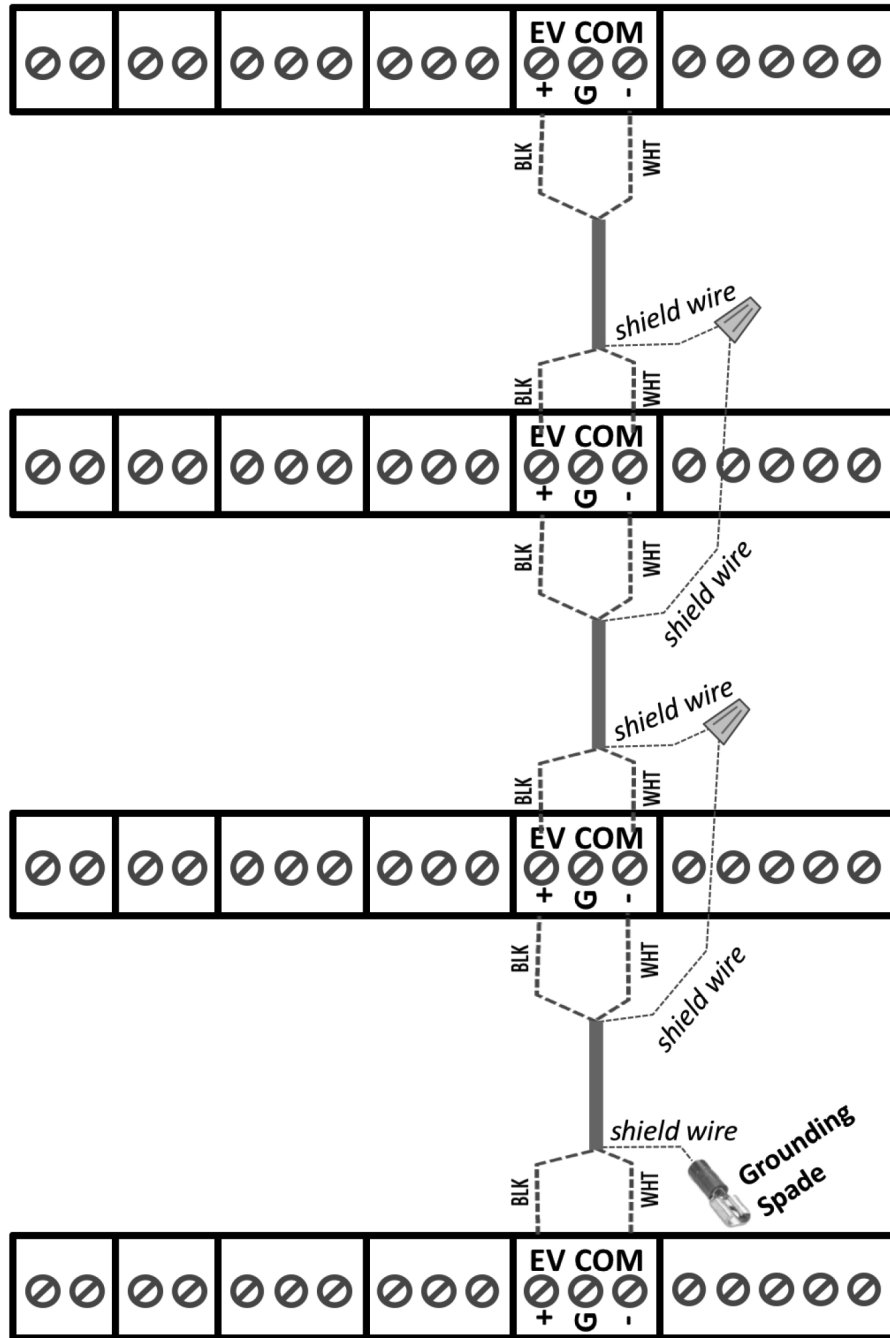 EV COM
+ G -
BLK
WHT
shield wire
BLK
WHT
EV COM
+ G -
BLK
WHT
shield wire
shield wire
BLK
WHT
EV COM
+ G -
BLK
WHT
shield wire
shield wire
Grounding
Spade
BLK
WHT
EV COM
+ G -